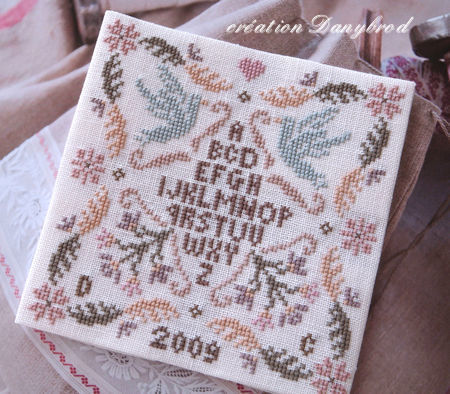 création Danybrod
A
BCD
EFGH
IJKLMNOP
QRSTUV
WXY
Z
D
C
2009